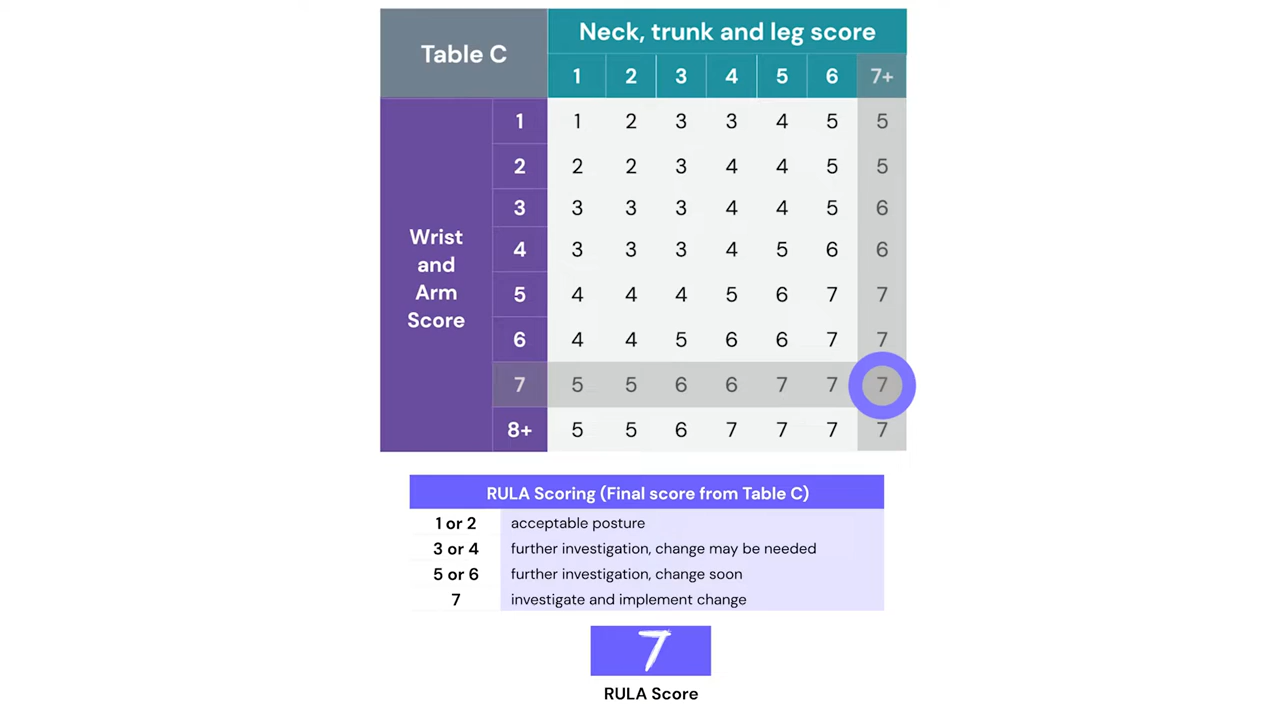 Table C
Neck, trunk and leg score
1 2 3 4 5 6 7+
Wrist
and
Arm
Score
1 1 2 3 3 4 5 5
2 2 2 3 4 4 5 5
3 3 3 3 4 4 5 6
4 3 3 3 4 5 6 6
5 4 4 4 5 6 7 7
6 4 4 5 6 6 7 7
7 5 5 6 6 7 7 7
8+ 5 5 6 7 7 7 7
RULA Scoring (Final score from Table C)
1 or 2 acceptable posture
3 or 4 further investigation, change may be needed
5 or 6 further investigation, change soon
7 investigate and implement change
7
RULA Score